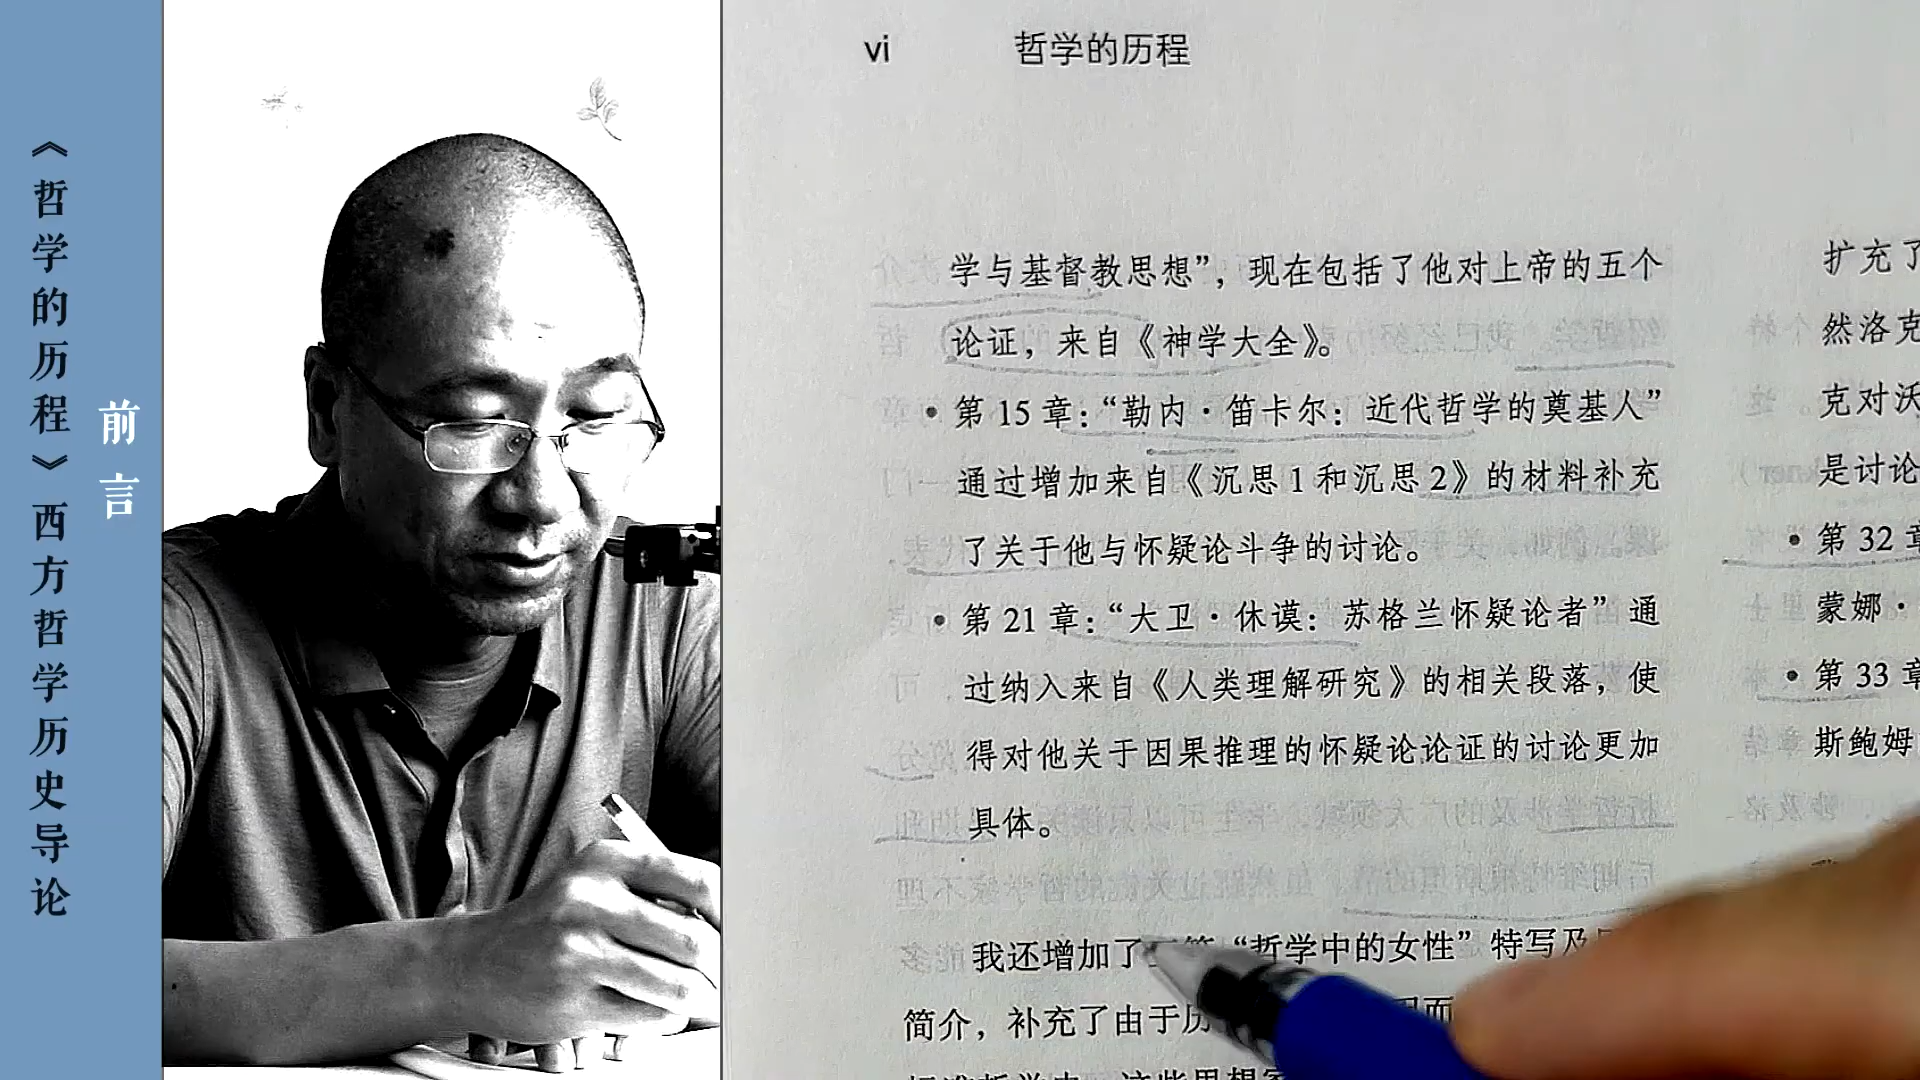 《哲学的历程》西方哲学历史导论
前言
vi 哲学的历程
学与基督教思想”，现在包括了他对上帝的五个
论证，来自《神学大全》。
• 第 15 章：“勒内·笛卡尔：近代哲学的奠基人”
通过增加来自《沉思 1 和沉思 2》的材料补充
了关于他与怀疑论斗争的讨论。
• 第 21 章：“大卫·休谟：苏格兰怀疑论者”通
过纳入来自《人类理解研究》的相关段落，使
得对他关于因果推理的怀疑论论证的讨论更加
具体。
我还增加了 “哲学中的女性”特写及
简介，补充了由于历
扩充了
然洛克
克对沃
是讨论
• 第 32 章
蒙娜·
• 第 33 章
斯鲍姆